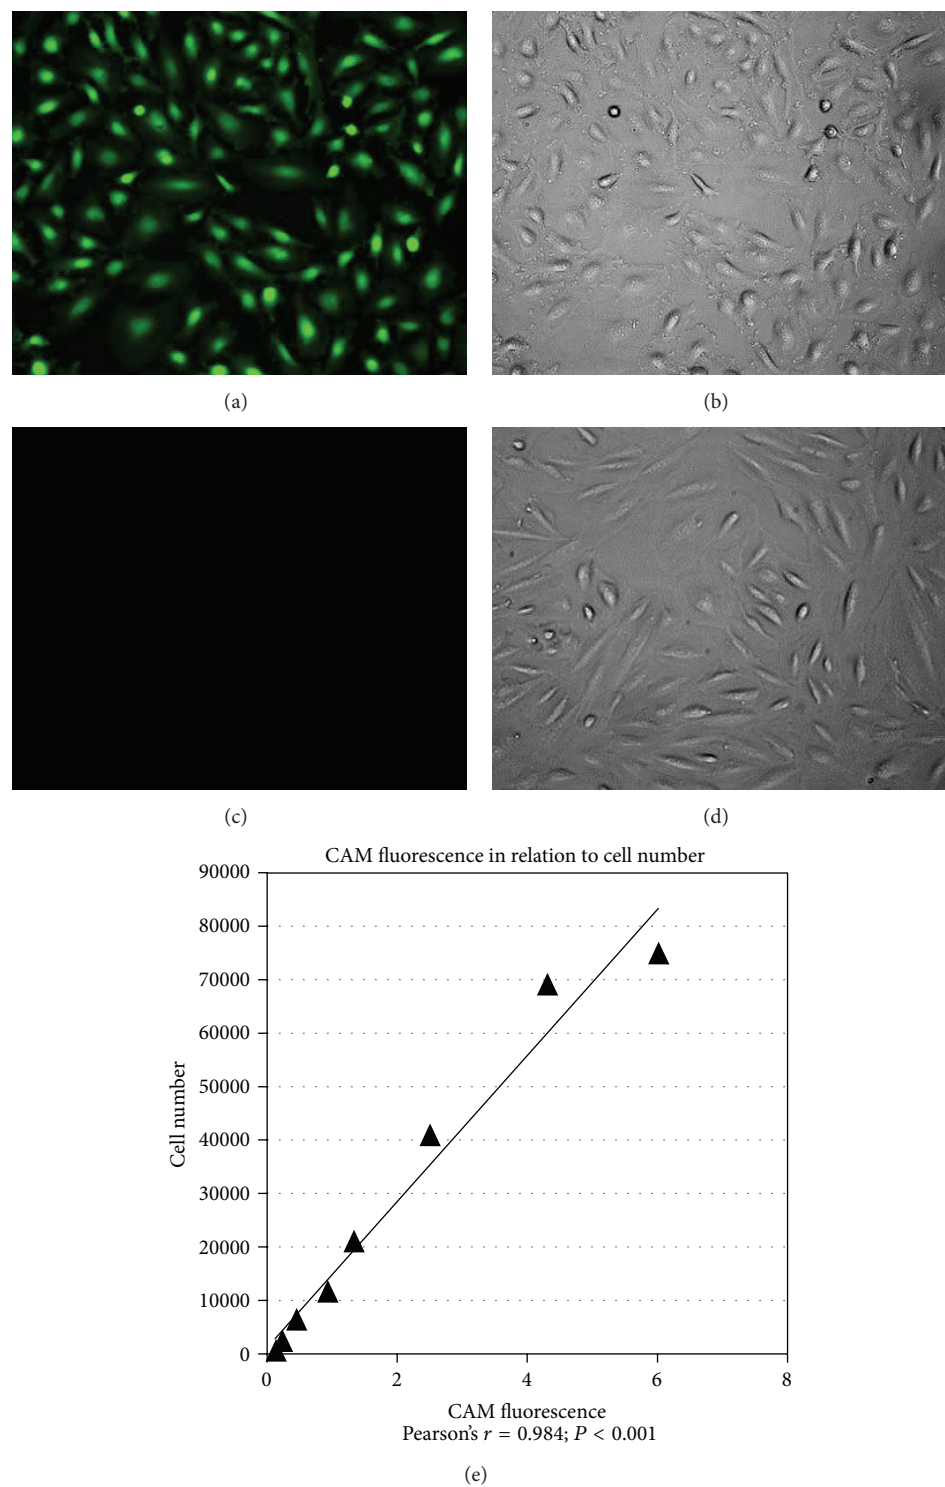 (a)
(b)
(c)
(d)
CAM fluorescence in relation to cell number
90000
80000
70000
60000
50000
40000
30000
20000
10000
0
Cell number
0 2 4 6 8
CAM fluorescence
Pearson's r = 0.984; P < 0.001
(e)